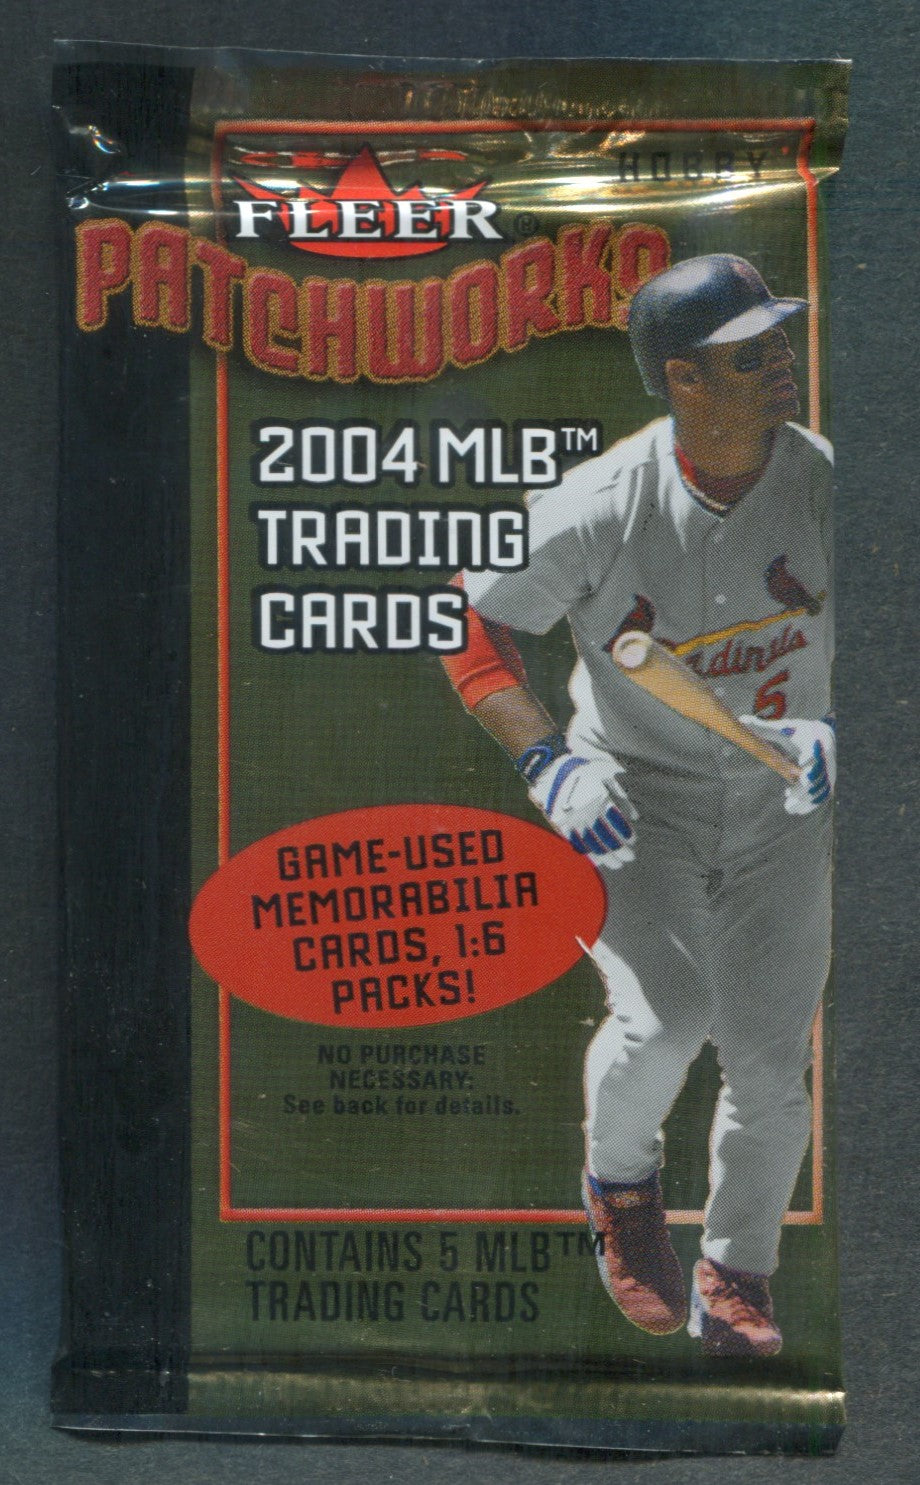 HOBBY
FLEER®
PATCHWORKS
2004 MLB™
TRADING
CARDS
Cardinals
5
GAME-USED
MEMORABILIA
CARDS, 1:6
PACKS!
NO PURCHASE
NECESSARY:
See back for details.
CONTAINS 5 MLB™
TRADING CARDS